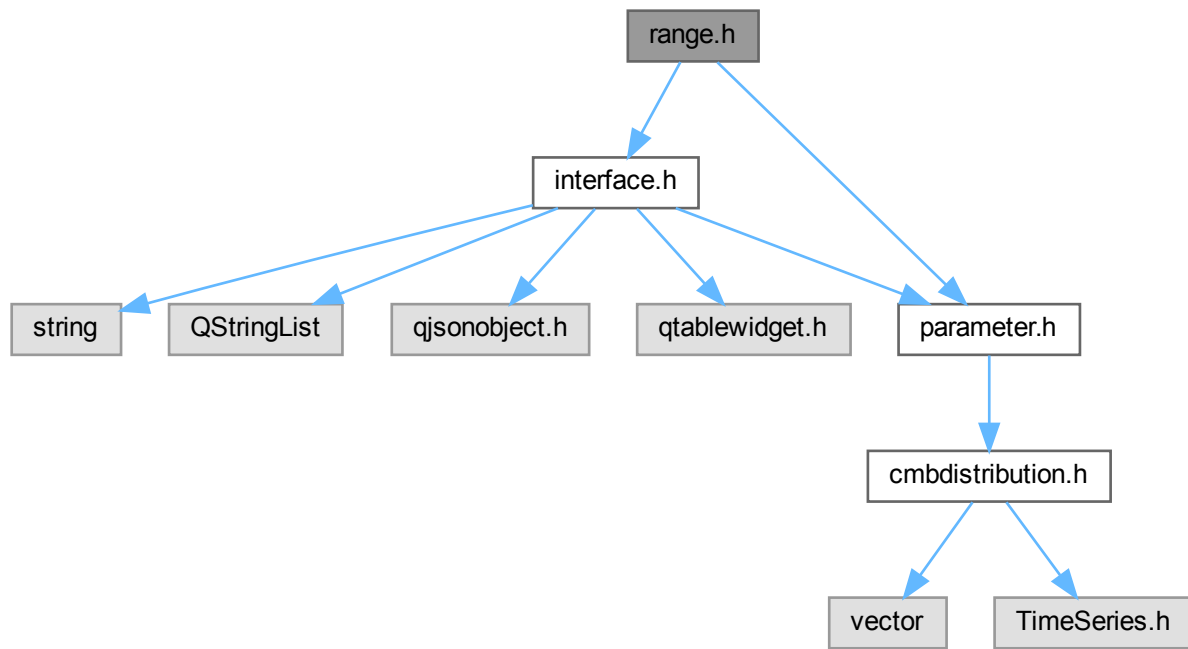 range.h
interface.h
string
QStringList
qjsonobject.h
qtablewidget.h
parameter.h
cmbdistribution.h
vector
TimeSeries.h